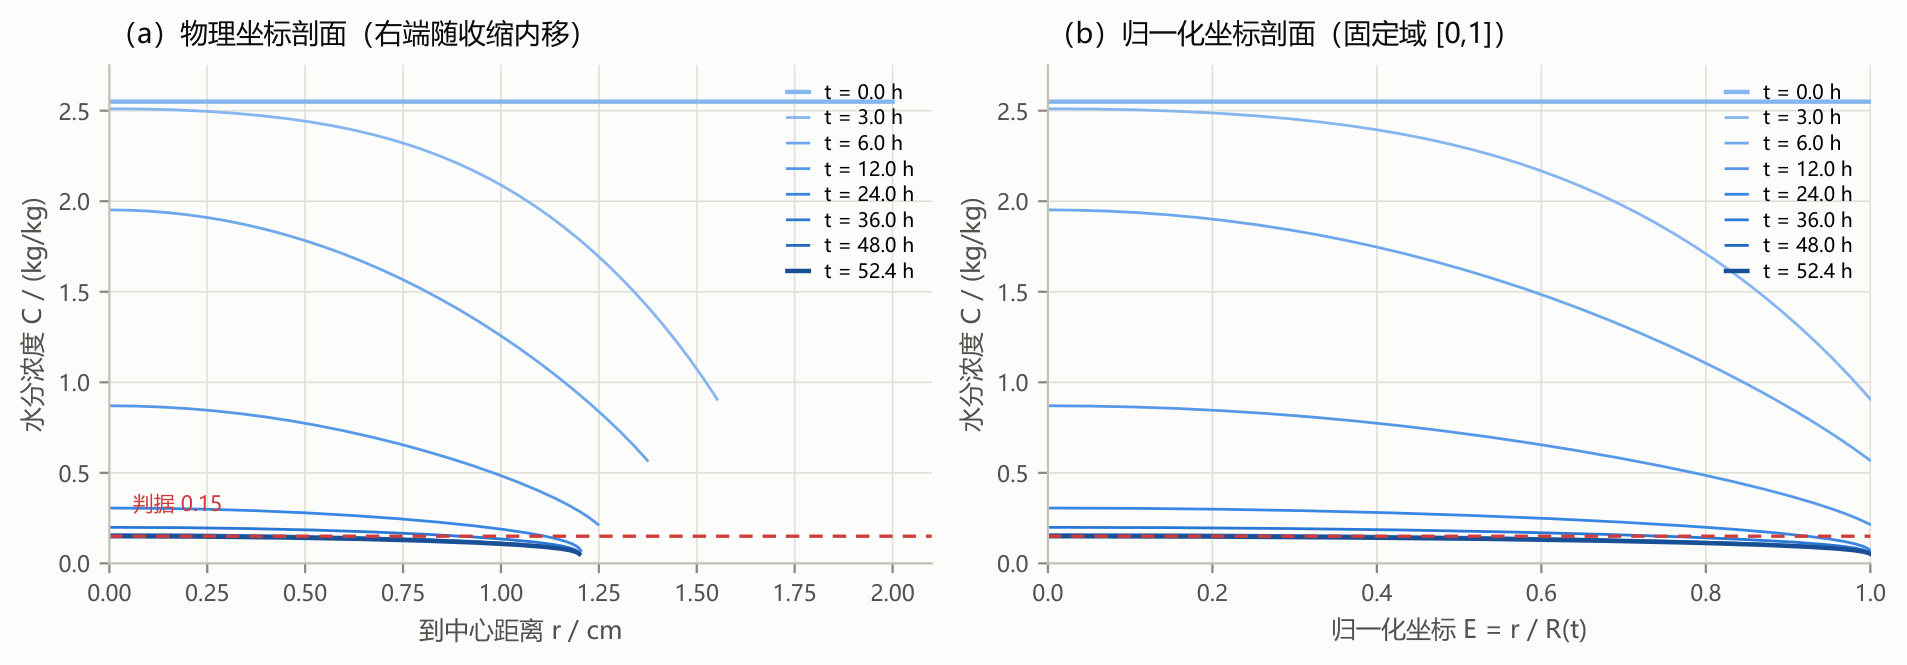 (a) 物理坐标剖面（右端随收缩内移）
2.5
2.0
1.5
1.0
0.5
0.0
水分浓度 C / (kg/kg)
t = 0.0 h
t = 3.0 h
t = 6.0 h
t = 12.0 h
t = 24.0 h
t = 36.0 h
t = 48.0 h
t = 52.4 h
判据 0.15
0.00 0.25 0.50 0.75 1.00 1.25 1.50 1.75 2.00
到中心距离 r / cm
(b) 归一化坐标剖面（固定域 [0,1]）
2.5
2.0
1.5
1.0
0.5
0.0
水分浓度 C / (kg/kg)
t = 0.0 h
t = 3.0 h
t = 6.0 h
t = 12.0 h
t = 24.0 h
t = 36.0 h
t = 48.0 h
t = 52.4 h
0.0 0.2 0.4 0.6 0.8 1.0
归一化坐标 E = r / R(t)